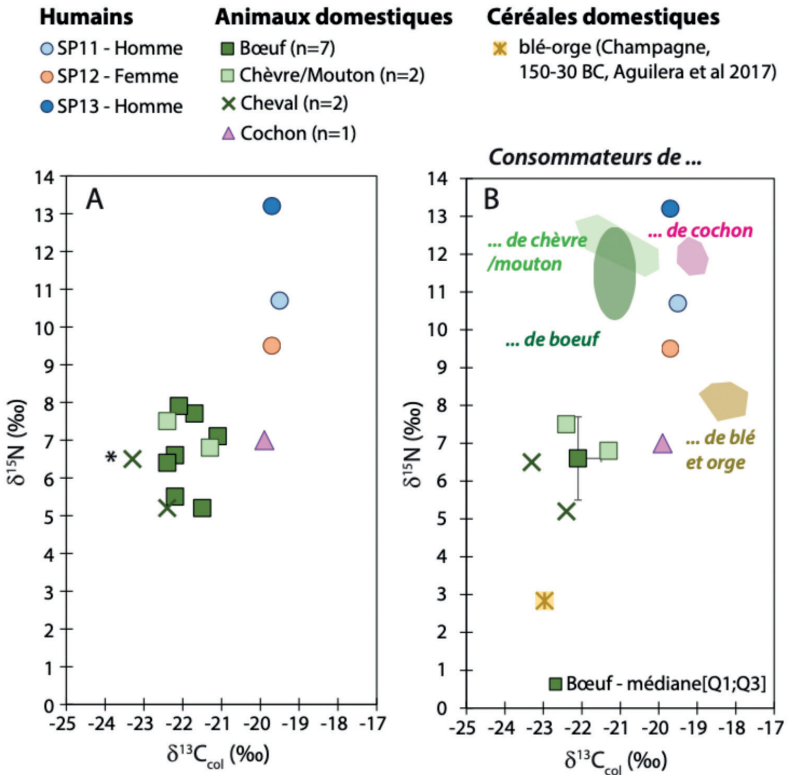 Humains
SP11 - Homme
SP12 - Femme
SP13 - Homme
Animaux domestiques
Bœuf (n=7)
Chèvre/Mouton (n=2)
Cheval (n=2)
Cochon (n=1)
Céréales domestiques
blé-orge (Champagne,
150-30 BC, Aguilera et al 2017)
A
14
13
12
11
10
9
8
7
6
5
4
3
2
1
0
δ¹⁵N (‰)
*
-25 -24 -23 -22 -21 -20 -19 -18 -17
δ¹³Ccol (‰)
Consommateurs de ...
B
14
13
12
11
10
9
8
7
6
5
4
3
2
1
0
δ¹⁵N (‰)
... de chèvre
/mouton
... de cochon
... de boeuf
... de blé
et orge
Bœuf - médiane[Q1;Q3]
-25 -24 -23 -22 -21 -20 -19 -18 -17
δ¹³Ccol (‰)